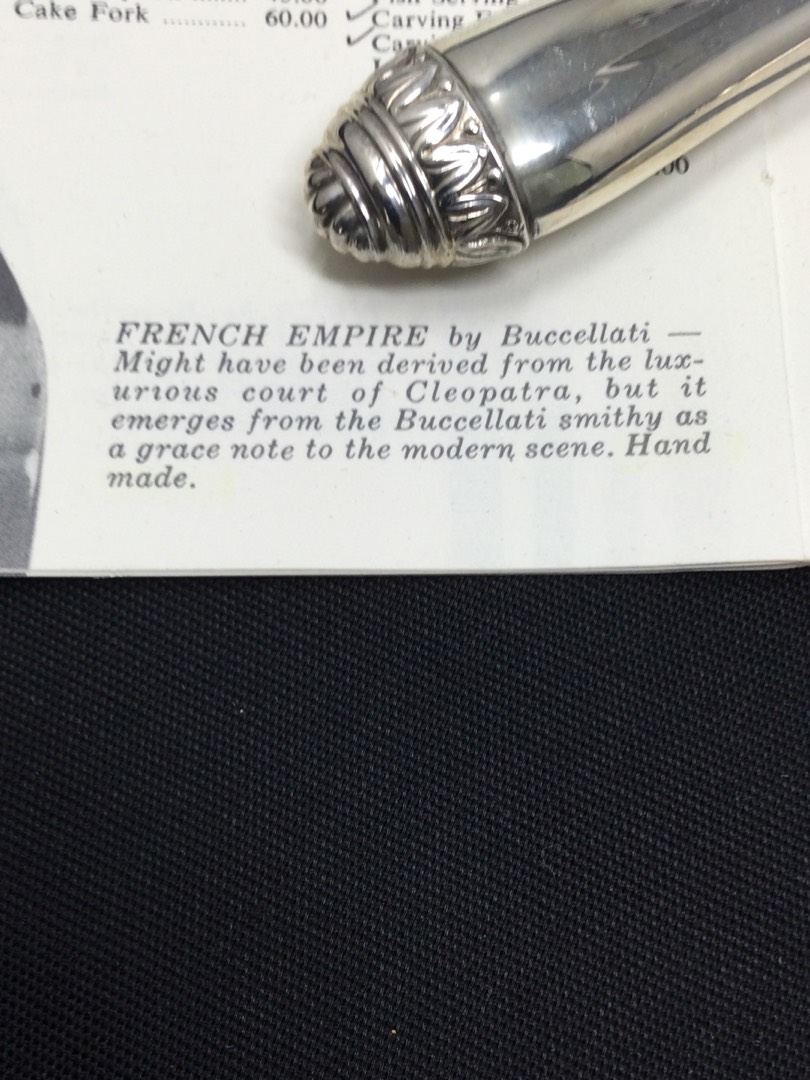 Cake Fork ............ 60.00
✓Carving
✓
.00
FRENCH EMPIRE by Buccellati —
Might have been derived from the lux-
urious court of Cleopatra, but it
emerges from the Buccellati smithy as
a grace note to the modern scene. Hand
made.